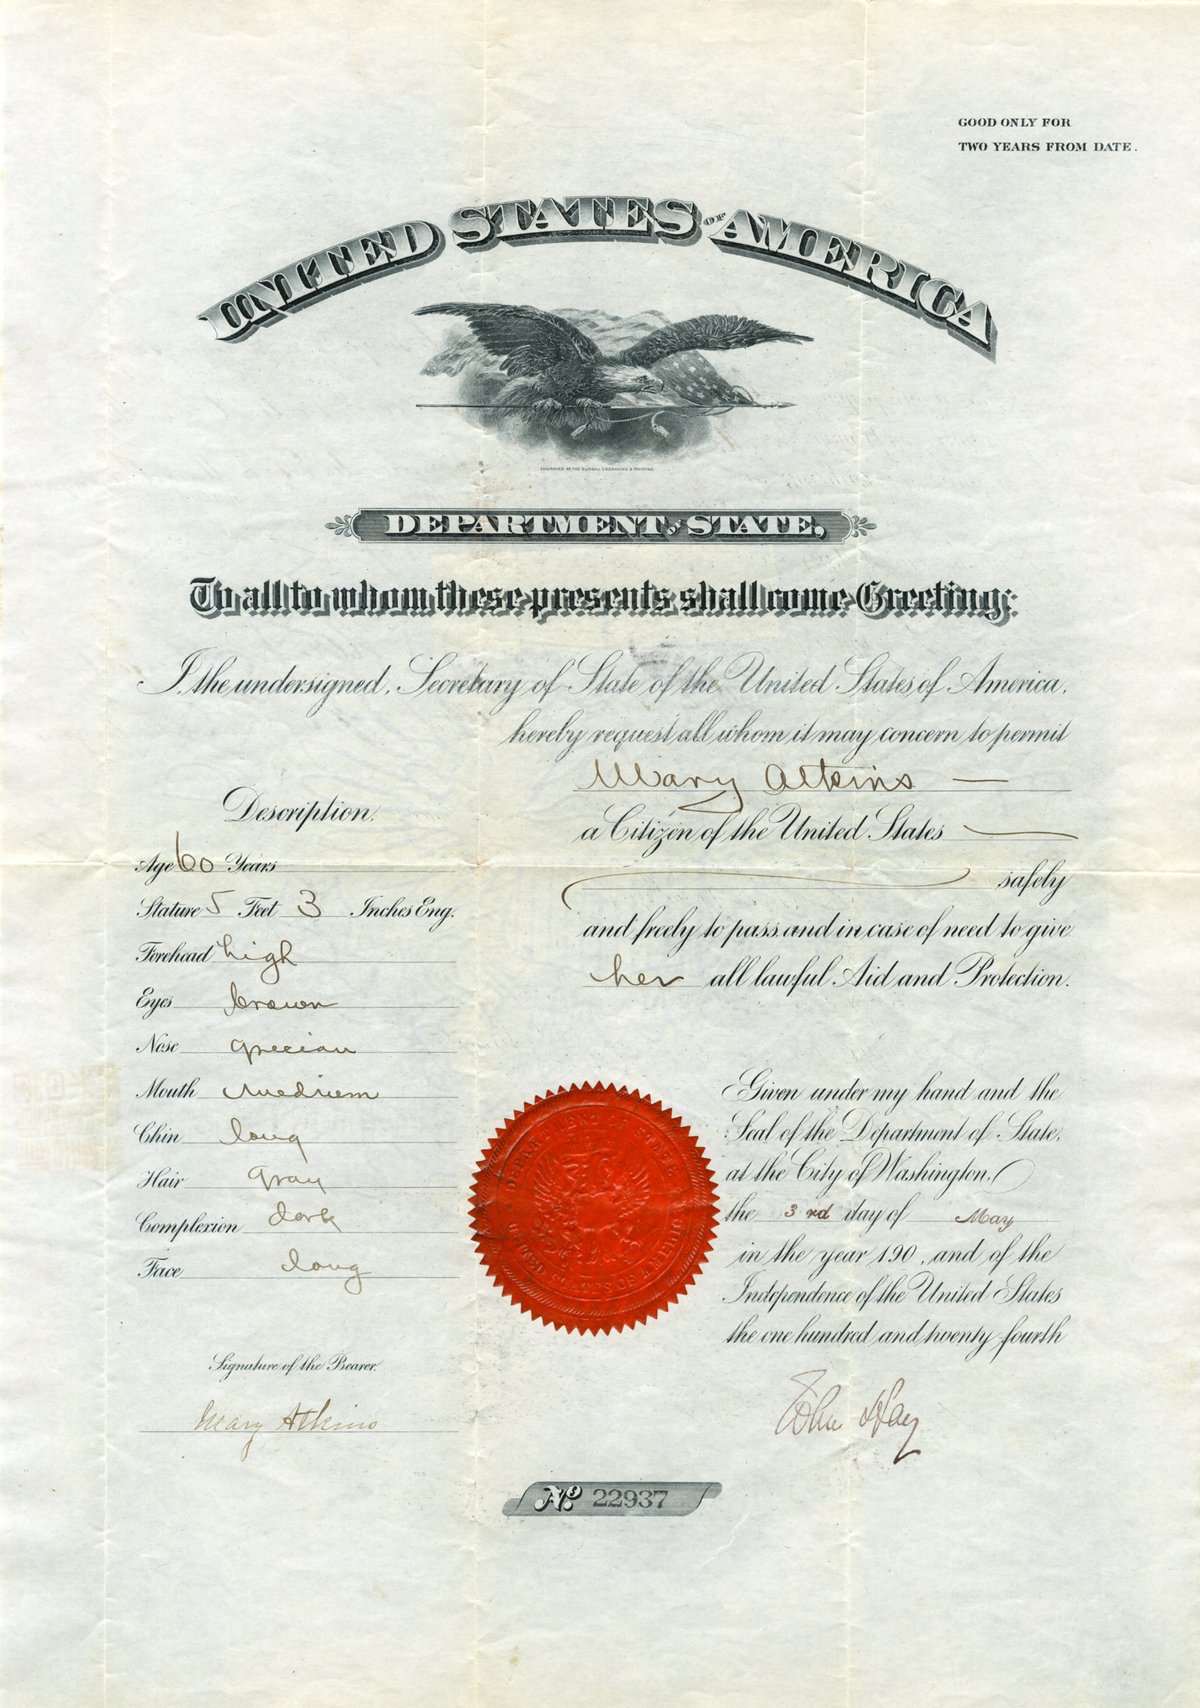 GOOD ONLY FOR
TWO YEARS FROM DATE.
UNITED STATES OF AMERICA
ENGRAVED AT THE BUREAU, ENGRAVING & PRINTING
DEPARTMENT OF STATE,
To all to whom these presents shall come Greeting:
I, the undersigned, Secretary of State of the United States of America,
hereby request all whom it may concern to permit
Mary Atkins —
a Citizen of the United States
safely
and freely to pass and in case of need to give
her all lawful Aid and Protection.
Description.
Age 60 Years
Stature 5 Feet 3 Inches Eng.
Forehead high
Eyes brown
Nose Grecian
Mouth Medium
Chin long
Hair Gray
Complexion dark
Face long
Signature of the Bearer.
Mary Atkins
DEPARTMENT OF STATE
UNITED STATES OF AMERICA
Given under my hand and the
Seal of the Department of State,
at the City of Washington,
the 3rd day of May
in the year 190 , and of the
Independence of the United States
the one hundred and twenty fourth
John Hay
No. 22937